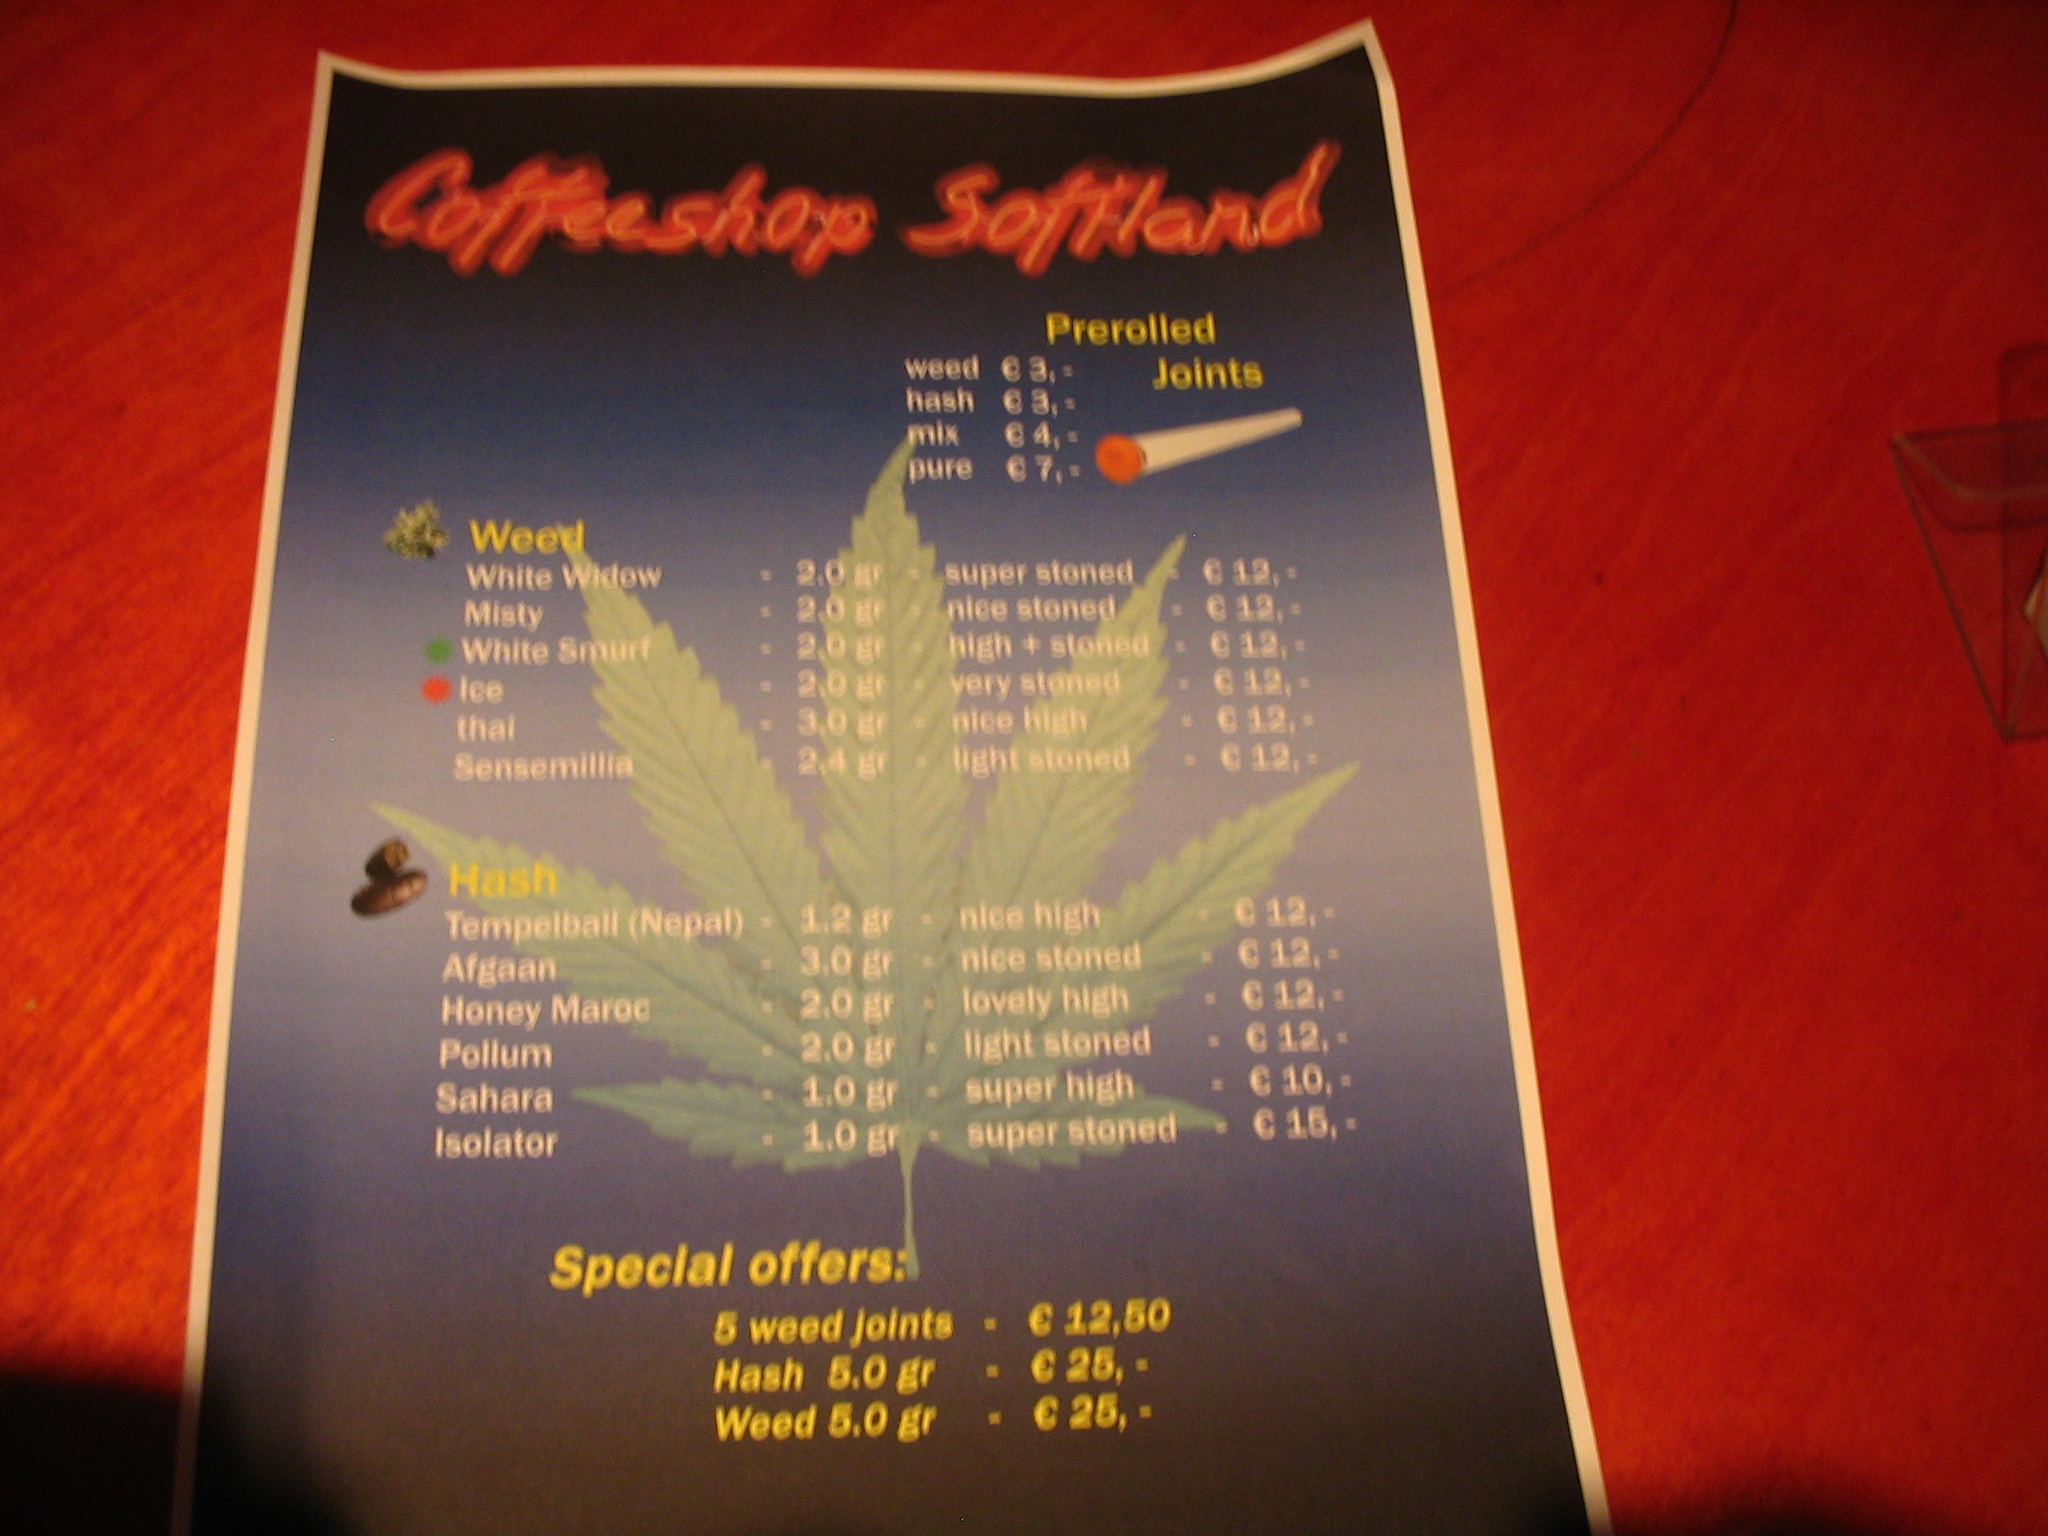 Coffeeshop Softland
Prerolled
Joints
weed € 3,-
hash € 3,-
mix € 4,-
pure € 7,-
Weed
White Widow - 2.0 gr - super stoned - € 12,-
Misty - 2.0 gr - nice stoned - € 12,-
White Smurf - 2.0 gr - high + stoned - € 12,-
Ice - 2.0 gr - very stoned - € 12,-
thai - 3.0 gr - nice high - € 12,-
Sensemillia - 2.4 gr - light stoned - € 12,-
Hash
Tempelball (Nepal) - 1.2 gr - nice high - € 12,-
Afgaan - 3.0 gr - nice stoned - € 12,-
Honey Maroc - 2.0 gr - lovely high - € 12,-
Pollum - 2.0 gr - light stoned - € 12,-
Sahara - 1.0 gr - super high - € 10,-
Isolator - 1.0 gr - super stoned - € 15,-
Special offers:
5 weed joints - € 12,50
Hash 5.0 gr - € 25,-
Weed 5.0 gr - € 25,-